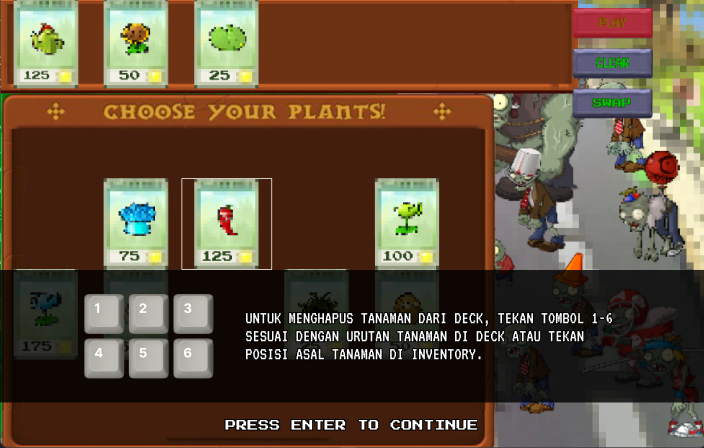 125
50
25
PLAY
CLEAR
SWAP
CHOOSE YOUR PLANTS!
75
125
100
175
1
2
3
4
5
6
UNTUK MENGHAPUS TANAMAN DARI DECK, TEKAN TOMBOL 1-6
SESUAI DENGAN URUTAN TANAMAN DI DECK ATAU TEKAN
POSISI ASAL TANAMAN DI INVENTORY.
PRESS ENTER TO CONTINUE